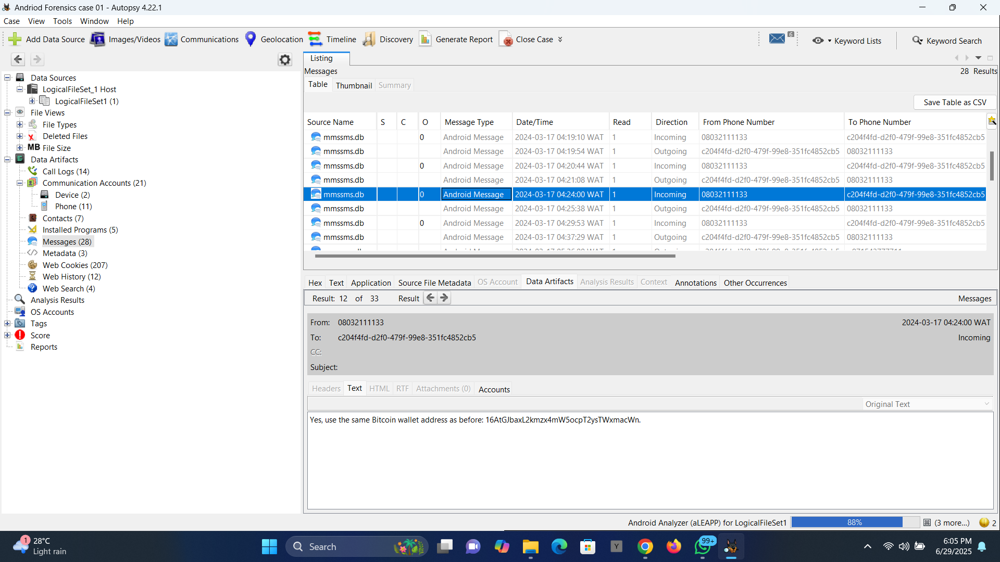 Andriod Forensics case 01 - Autopsy 4.22.1
Case View Tools Window Help
Add Data Source Images/Videos Communications Geolocation Timeline Discovery Generate Report Close Case 6 Keyword Lists Keyword Search
Data Sources
LogicalFileSet_1 Host
LogicalFileSet1 (1)
File Views
File Types
Deleted Files
MB File Size
Data Artifacts
Call Logs (14)
Communication Accounts (21)
Device (2)
Phone (11)
Contacts (7)
Installed Programs (5)
Messages (28)
Metadata (3)
Web Cookies (207)
Web History (12)
Web Search (4)
Analysis Results
OS Accounts
Tags
Score
Reports
Listing
Messages 28 Results
Table Thumbnail Summary
Save Table as CSV
Source Name S C O Message Type Date/Time Read Direction From Phone Number To Phone Number
mmssms.db 0 Android Message 2024-03-17 04:19:10 WAT 1 Incoming 08032111133 c204f4fd-d2f0-479f-99e8-351fc4852cb5
mmssms.db Android Message 2024-03-17 04:19:54 WAT 1 Outgoing c204f4fd-d2f0-479f-99e8-351fc4852cb5 08032111133
mmssms.db 0 Android Message 2024-03-17 04:20:44 WAT 1 Incoming 08032111133 c204f4fd-d2f0-479f-99e8-351fc4852cb5
mmssms.db Android Message 2024-03-17 04:21:08 WAT 1 Outgoing c204f4fd-d2f0-479f-99e8-351fc4852cb5 08032111133
mmssms.db 0 Android Message 2024-03-17 04:24:00 WAT 1 Incoming 08032111133 c204f4fd-d2f0-479f-99e8-351fc4852cb5
mmssms.db Android Message 2024-03-17 04:25:38 WAT 1 Outgoing c204f4fd-d2f0-479f-99e8-351fc4852cb5 08032111133
mmssms.db 0 Android Message 2024-03-17 04:29:53 WAT 1 Incoming 08032111133 c204f4fd-d2f0-479f-99e8-351fc4852cb5
mmssms.db Android Message 2024-03-17 04:37:29 WAT 1 Outgoing c204f4fd-d2f0-479f-99e8-351fc4852cb5 08032111133
Hex Text Application Source File Metadata OS Account Data Artifacts Analysis Results Context Annotations Other Occurrences
Result: 12 of 33 Result Messages
From: 08032111133 2024-03-17 04:24:00 WAT
To: c204f4fd-d2f0-479f-99e8-351fc4852cb5 Incoming
CC:
Subject:
Headers Text HTML RTF Attachments (0) Accounts
Original Text
Yes, use the same Bitcoin wallet address as before: 16AtGJbaxL2kmzx4mW5ocpT2ysTWxmacWn.
Android Analyzer (aLEAPP) for LogicalFileSet1 88% (3 more...) 2
1 28°C
Light rain
Search
Y
99+
6:05 PM
6/29/2025